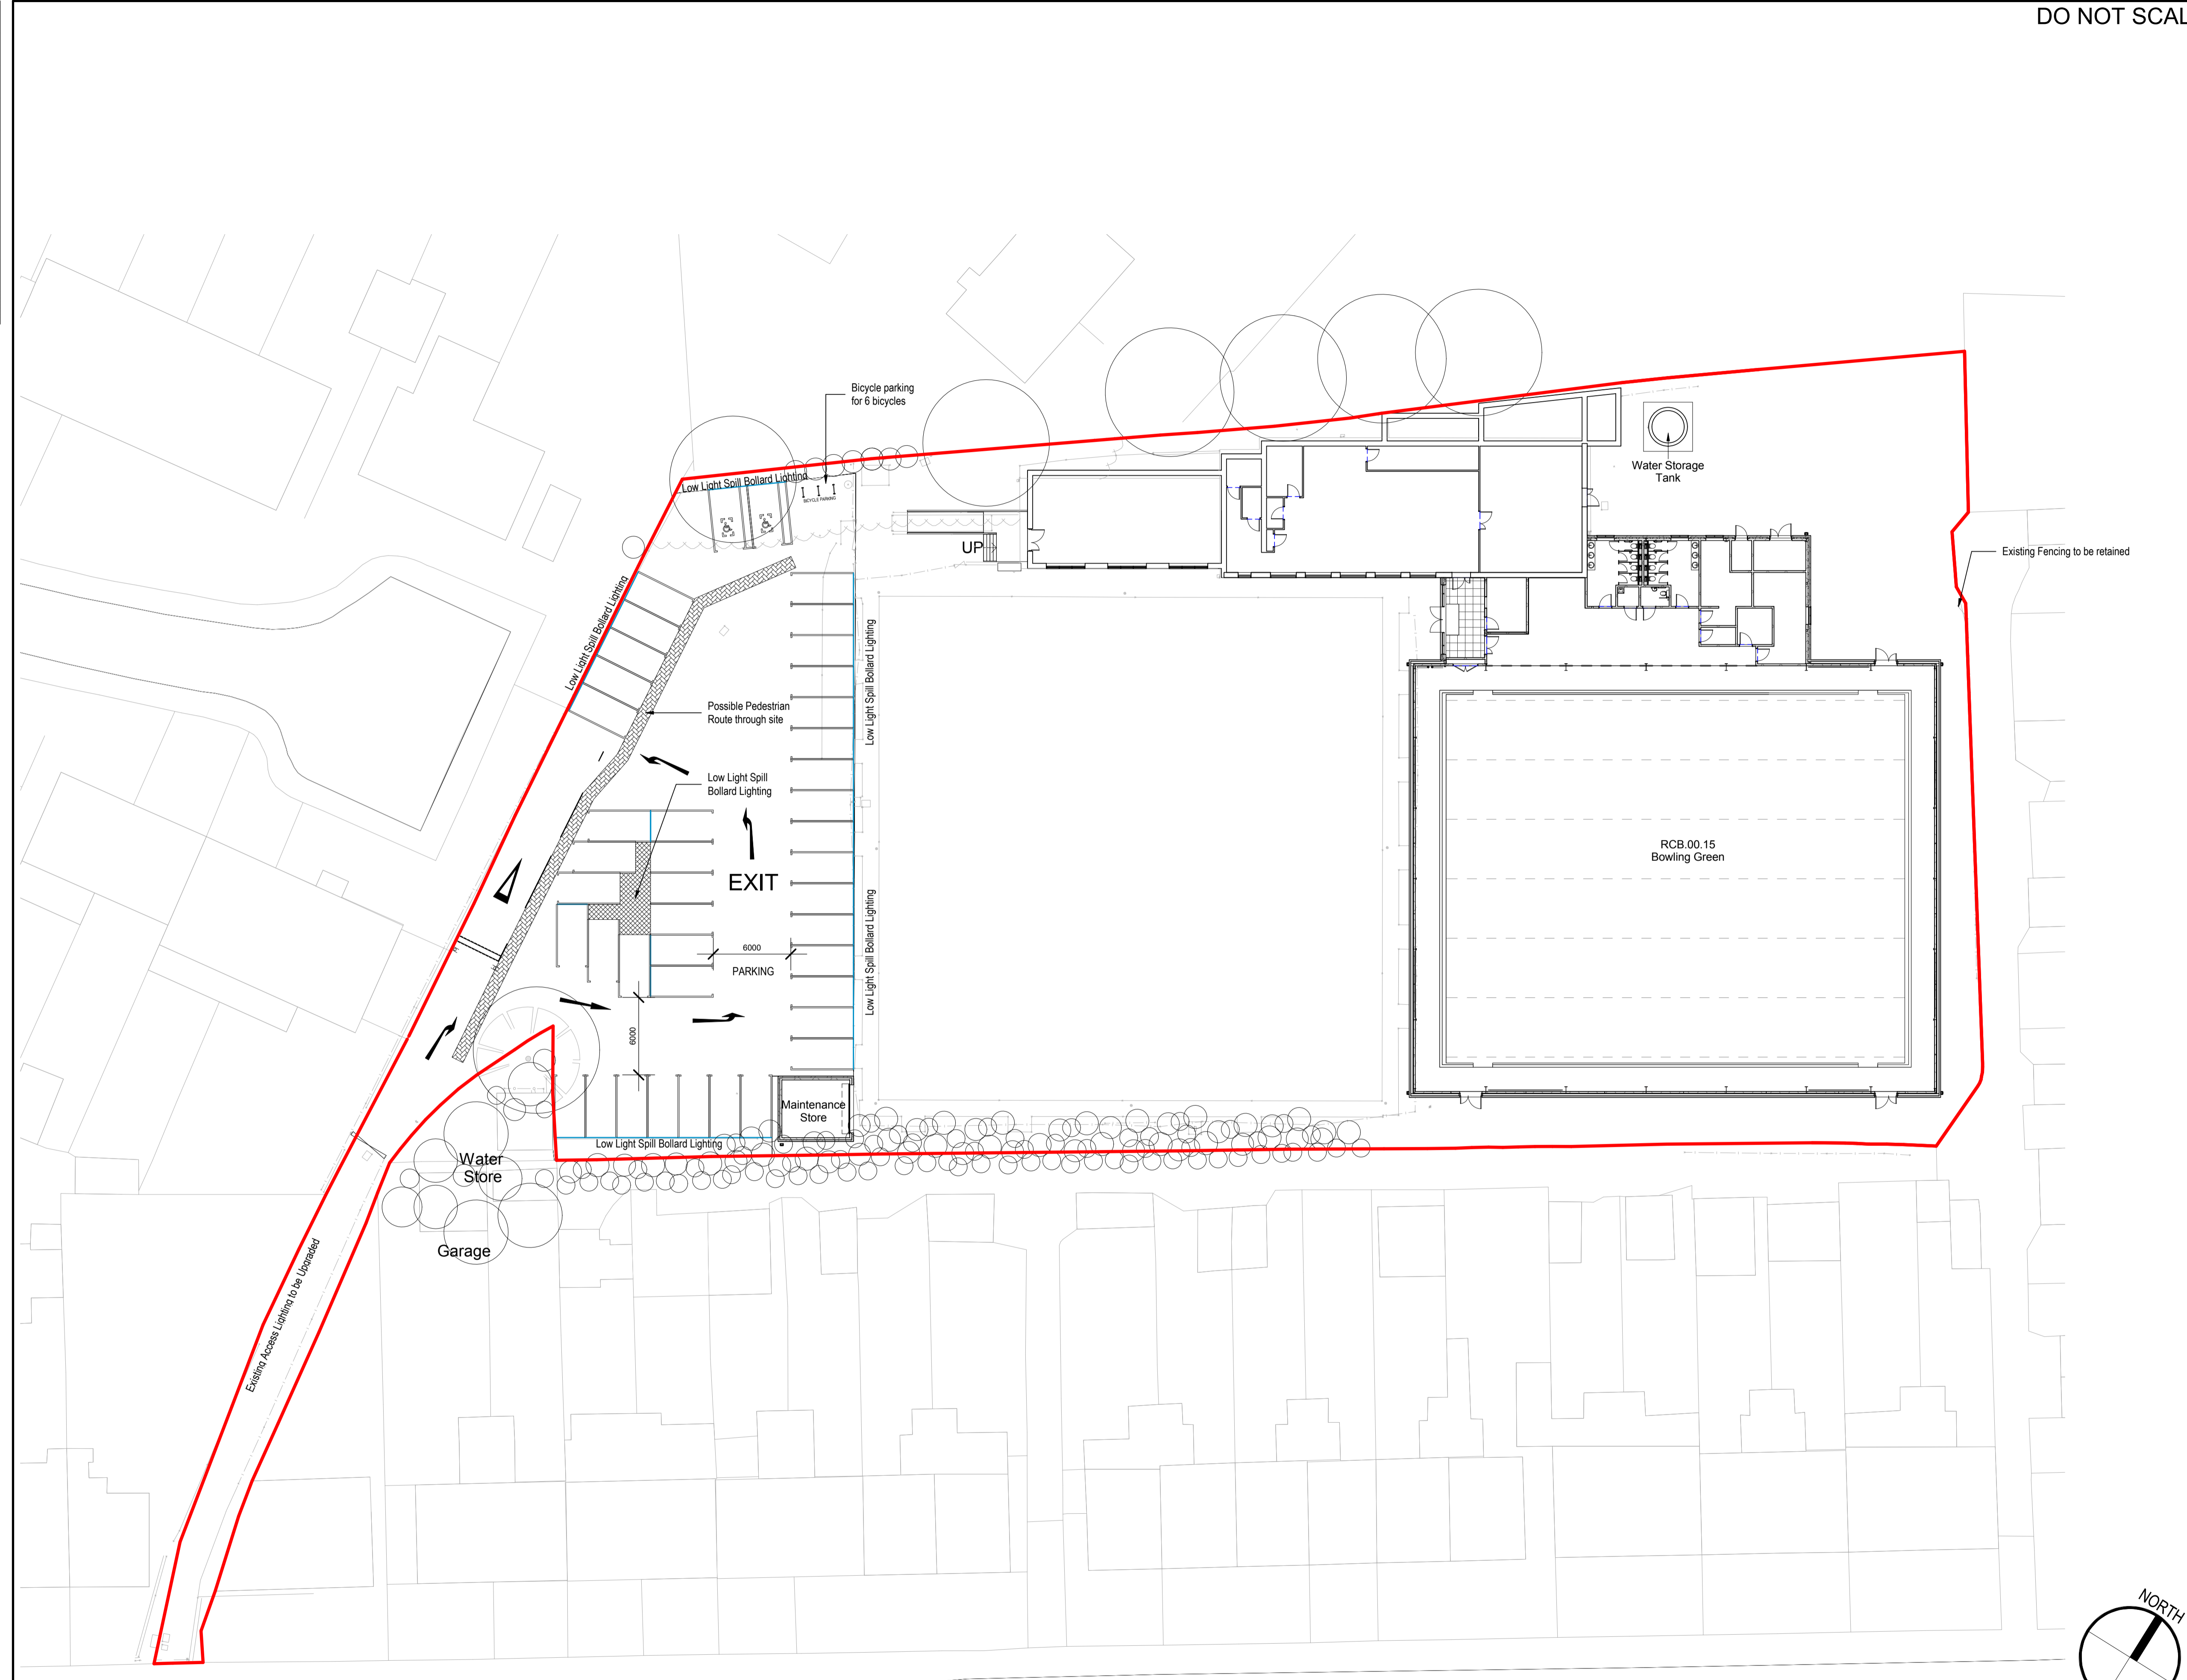 DO NOT SCAL
Bicycle parking
for 6 bicycles
Low Light Spill Bollard Lighting
BICYCLE PARKING
Water Storage
Tank
UP
Existing Fencing to be retained
Low Light Spill Bollard Lighting
Low Light Spill Bollard Lighting
Possible Pedestrian
Route through site
Low Light Spill
Bollard Lighting
RCB.00.15
Bowling Green
EXIT
Low Light Spill Bollard Lighting
6000
PARKING
6000
Maintenance
Store
Low Light Spill Bollard Lighting
Water
Store
Garage
Existing Access Lighting to be Upgraded
NORTH